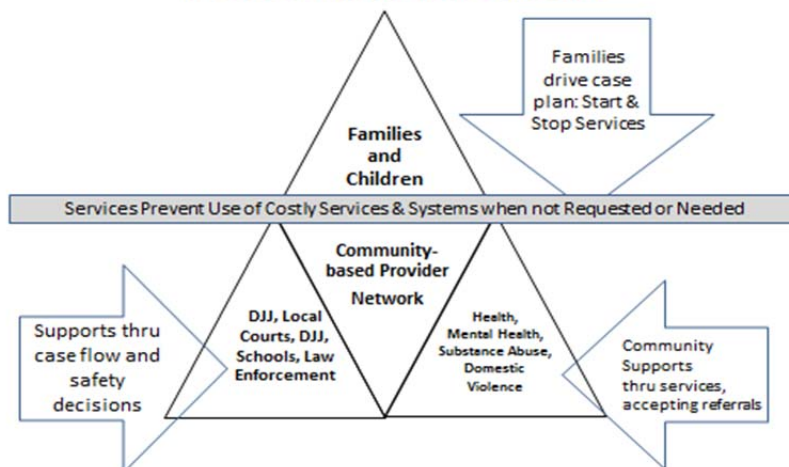 Families
drive case
plan: Start &
Stop Services
Families
and
Children
Services Prevent Use of Costly Services & Systems when not Requested or Needed
Community-
based Provider
Network
DJJ, Local
Courts, DJJ,
Schools, Law
Enforcement
Health,
Mental Health,
Substance Abuse,
Domestic
Violence
Supports thru
case flow and
safety
decisions
Community
Supports
thru services,
accepting referrals